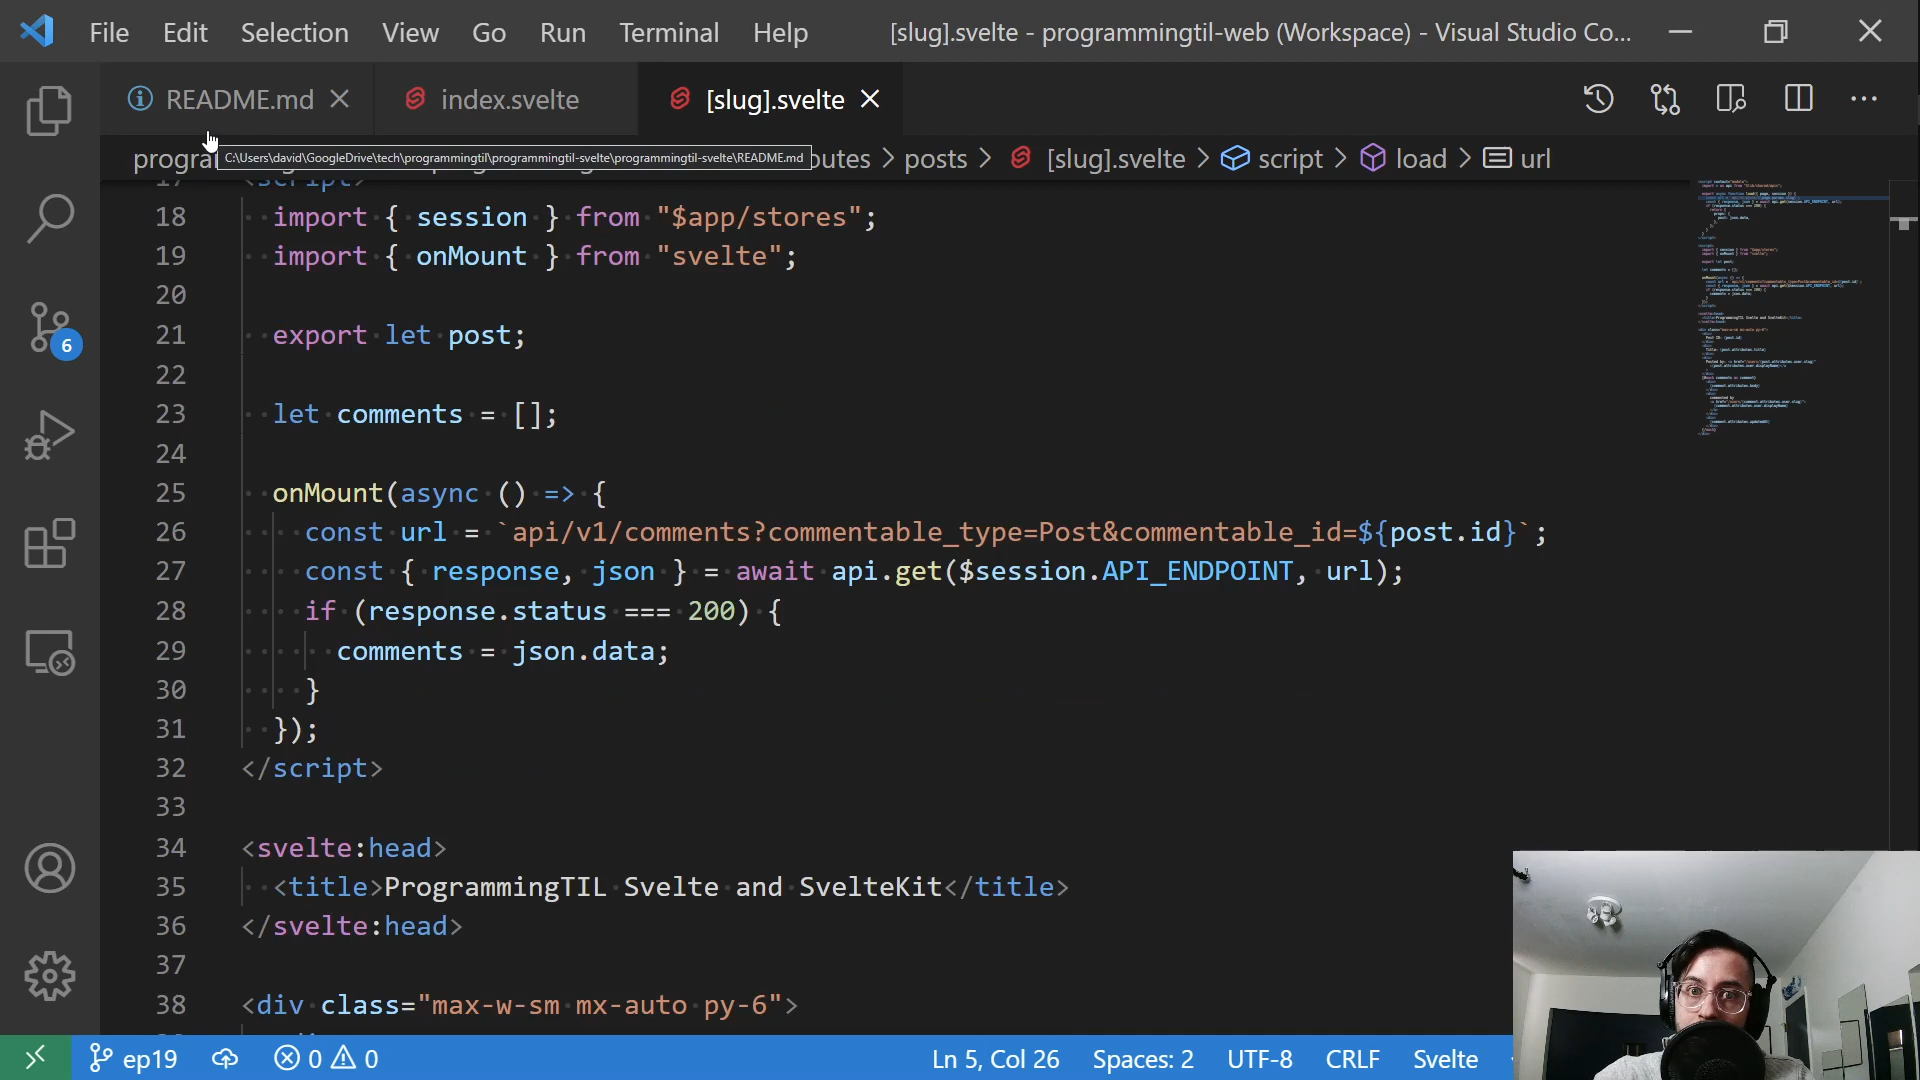 File Edit Selection View Go Run Terminal Help [slug].svelte - programmingtil-web (Workspace) - Visual Studio Co...
README.md index.svelte [slug].svelte
C:\Users\david\GoogleDrive\tech\programmingtil\programmingtil-svelte\programmingtil-svelte\README.md
posts > [slug].svelte > script > load > url
17 <script>
18 import { session } from "$app/stores";
19 import { onMount } from "svelte";
20
21 export let post;
22
23 let comments = [];
24
25 onMount(async () => {
26 const url = `api/v1/comments?commentable_type=Post&commentable_id=${post.id}`;
27 const { response, json } = await api.get($session.API_ENDPOINT, url);
28 if (response.status === 200) {
29 comments = json.data;
30 }
31 });
32 </script>
33
34 <svelte:head>
35 <title>ProgrammingTIL Svelte and SvelteKit</title>
36 </svelte:head>
37
38 <div class="max-w-sm mx-auto py-6">
6
ep19 0 0 Ln 5, Col 26 Spaces: 2 UTF-8 CRLF Svelte